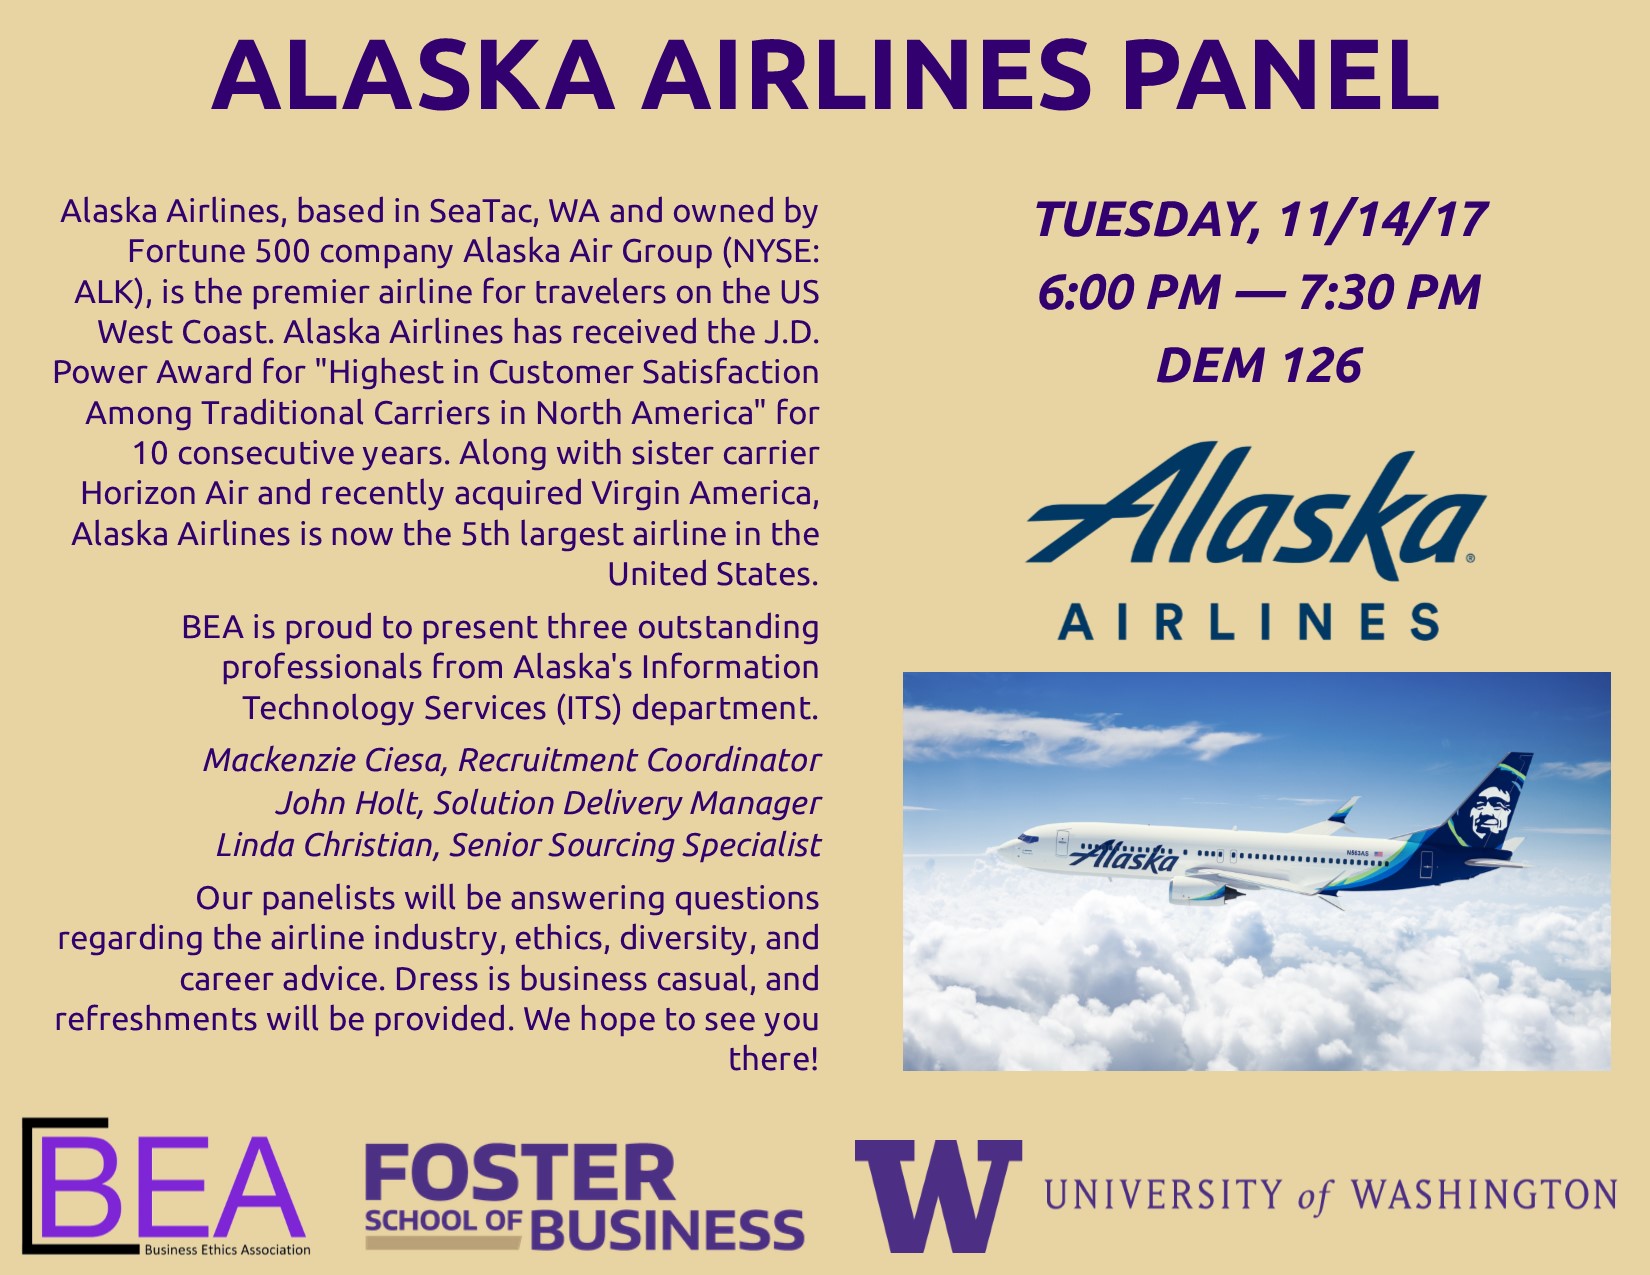 ALASKA AIRLINES PANEL
Alaska Airlines, based in SeaTac, WA and owned by
Fortune 500 company Alaska Air Group (NYSE:
ALK), is the premier airline for travelers on the US
West Coast. Alaska Airlines has received the J.D.
Power Award for "Highest in Customer Satisfaction
Among Traditional Carriers in North America" for
10 consecutive years. Along with sister carrier
Horizon Air and recently acquired Virgin America,
Alaska Airlines is now the 5th largest airline in the
United States.
BEA is proud to present three outstanding
professionals from Alaska's Information
Technology Services (ITS) department.
Mackenzie Ciesa, Recruitment Coordinator
John Holt, Solution Delivery Manager
Linda Christian, Senior Sourcing Specialist
Our panelists will be answering questions
regarding the airline industry, ethics, diversity, and
career advice. Dress is business casual, and
refreshments will be provided. We hope to see you
there!
TUESDAY, 11/14/17
6:00 PM — 7:30 PM
DEM 126
Alaska®
AIRLINES
Alaska
N563AS
BEA
Business Ethics Association
FOSTER
SCHOOL OF BUSINESS
W UNIVERSITY of WASHINGTON